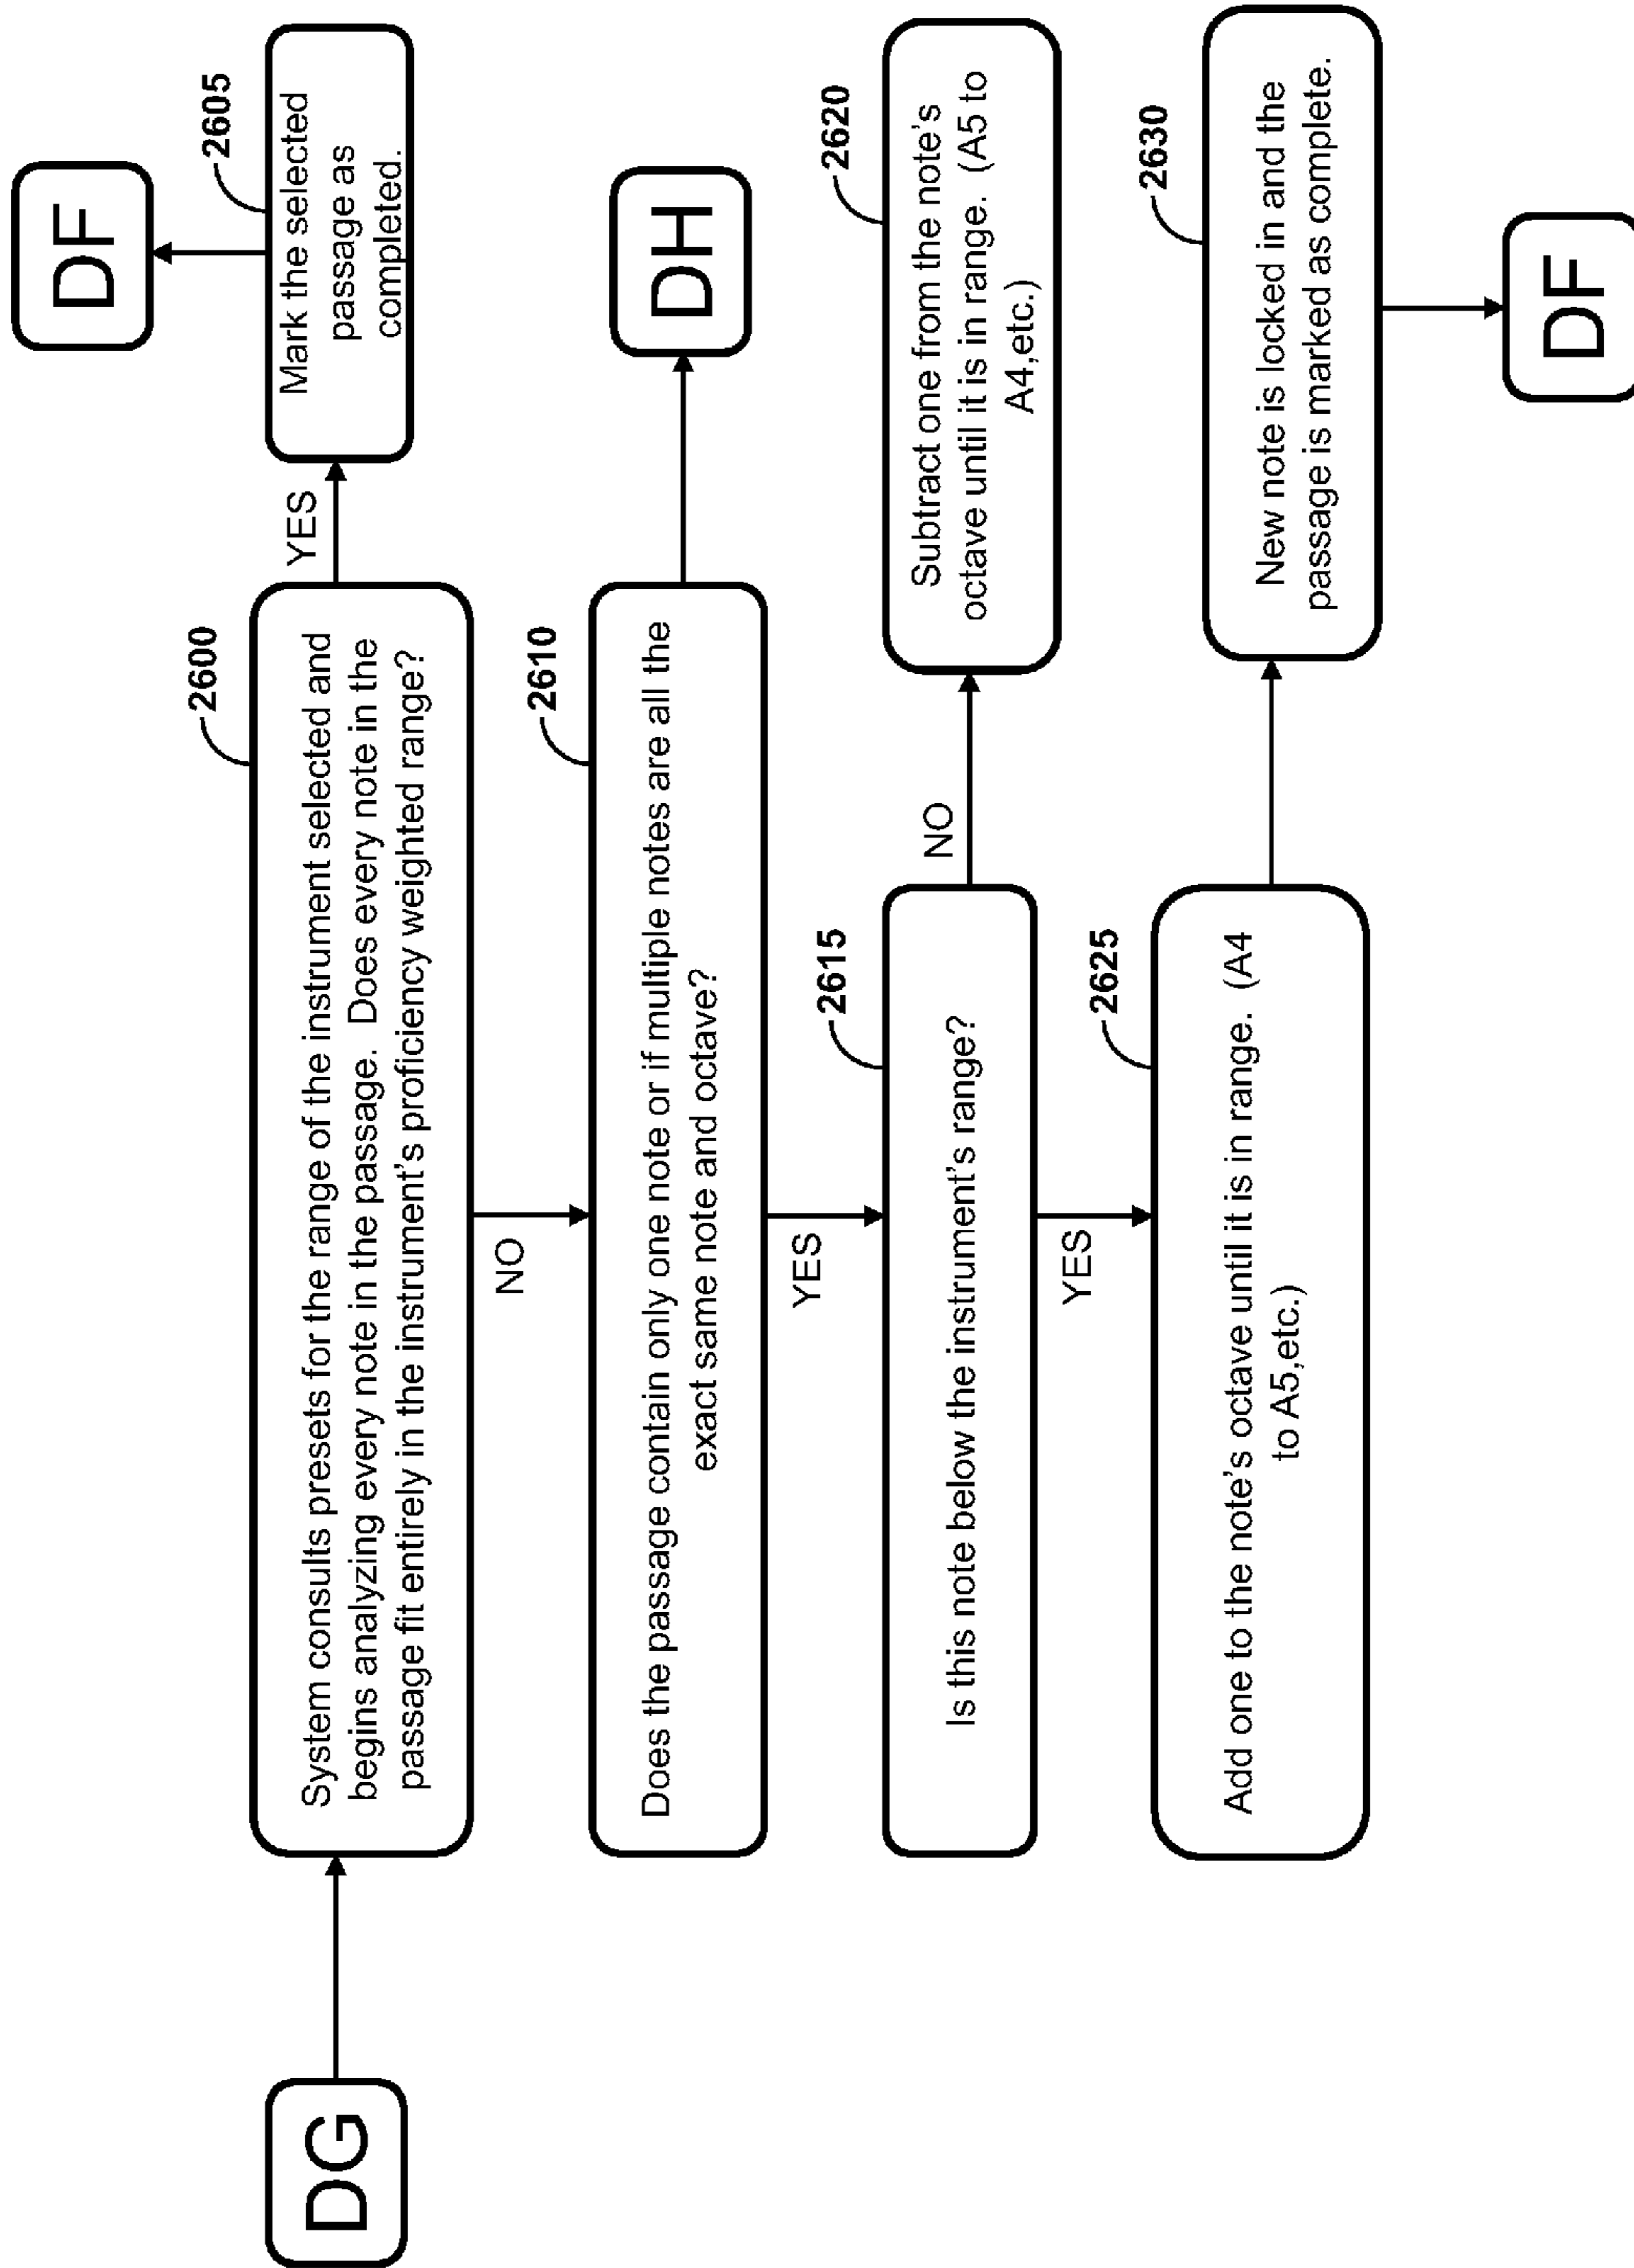 DF
2605
Mark the selected
passage as
completed.
YES
2600
DG
System consults presets for the range of the instrument selected and
begins analyzing every note in the passage. Does every note in the
passage fit entirely in the instrument's proficiency weighted range?
NO
2610
Does the passage contain only one note or if multiple notes are all the
exact same note and octave?
DH
YES
2615
Is this note below the instrument's range?
NO
2620
Subtract one from the note's
octave until it is in range. (A5 to
A4,etc.)
YES
2625
Add one to the note's octave until it is in range. (A4
to A5,etc.)
2630
New note is locked in and the
passage is marked as complete.
DF